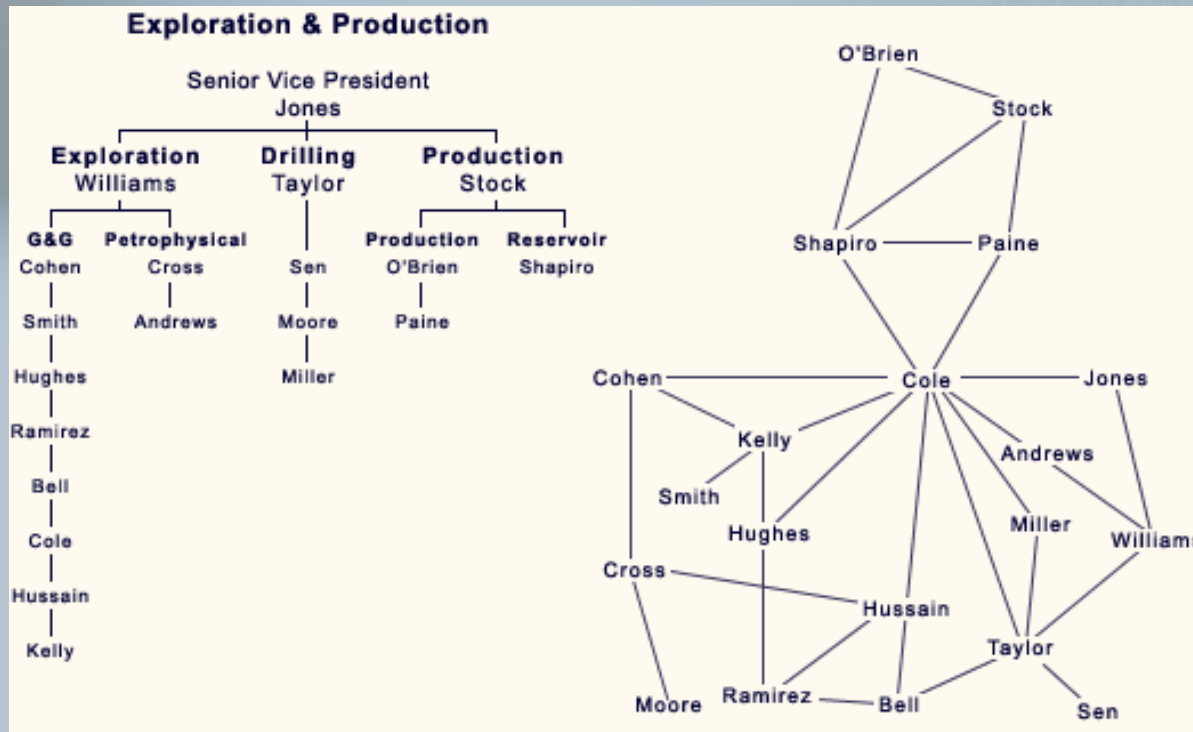 Exploration & Production
Senior Vice President
Jones
Exploration Drilling Production
Williams Taylor Stock
G&G Petrophysical Production Reservoir
Cohen Cross Sen O'Brien Shapiro
Smith Andrews Moore Paine
Hughes Miller
Ramirez
Bell
Cole
Hussain
Kelly
O'Brien
Stock
Shapiro Paine
Cohen Cole Jones
Kelly
Andrews
Smith
Miller
Hughes
Williams
Cross
Hussain
Taylor
Ramirez
Moore
Bell
Sen